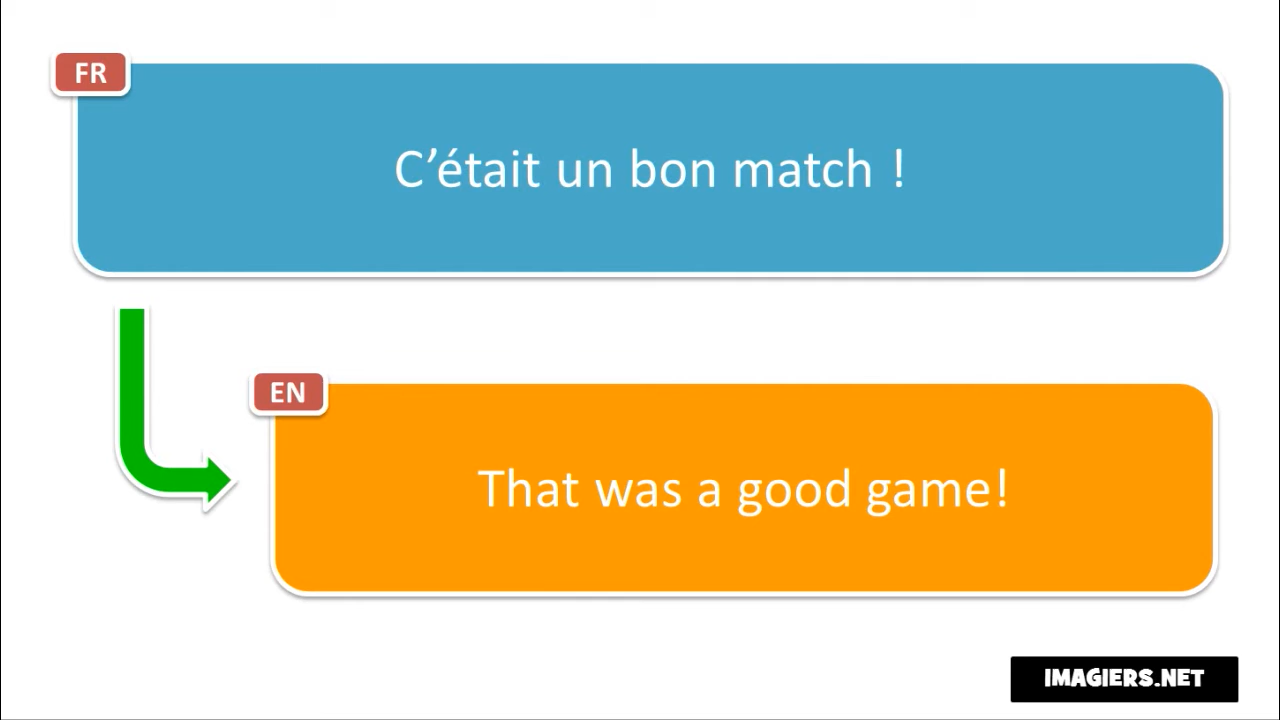 FR
C’était un bon match !
EN
That was a good game!
IMAGIERS.NET